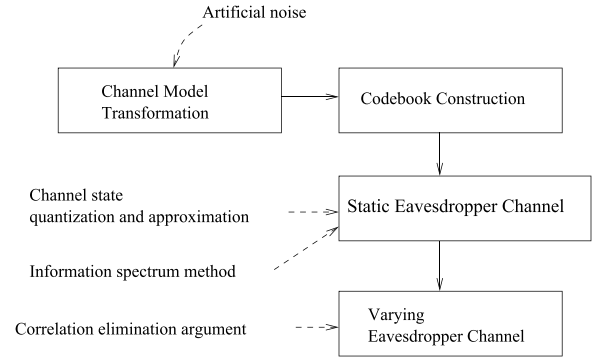 Artificial noise
Channel Model
Transformation
Codebook Construction
Channel state
quantization and approximation
Static Eavesdropper Channel
Information spectrum method
Varying
Eavesdropper Channel
Correlation elimination argument